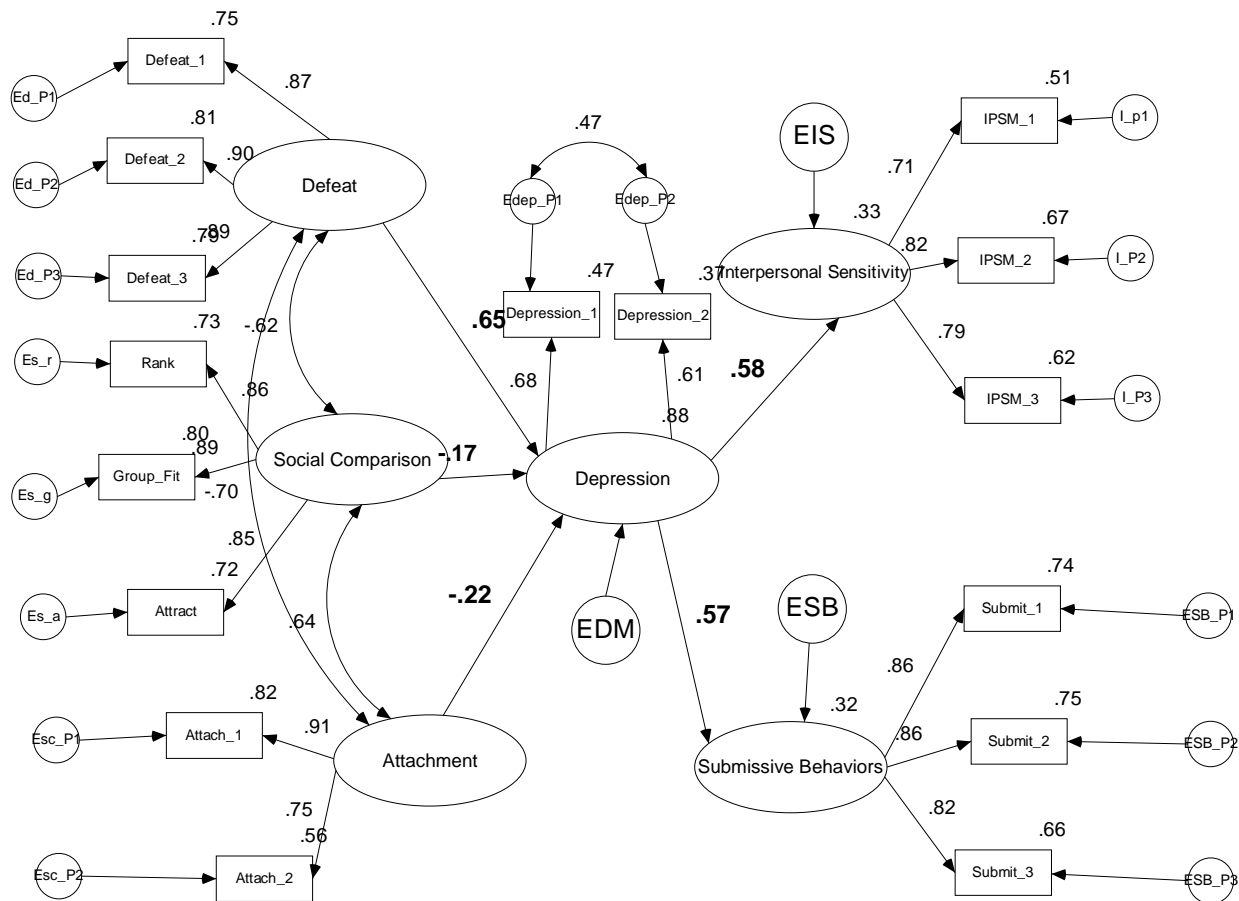 .75
Defeat_1
Ed_P1
.87
.81
Defeat_2
.90
Ed_P2
Defeat
.79
.89
Defeat_3
Ed_P3
-.62
.73
Rank
Es_r
.86
.80
.89
Group_Fit
Es_g
-.70
Social Comparison
.85
.72
Attract
Es_a
.64
.82
.91
Attach_1
Esc_P1
Attachment
.75
.56
Attach_2
Esc_P2
.47
Edep_P1
Edep_P2
.47
.37
Depression_1
Depression_2
.65
.68
.61
.88
-.17
Depression
-.22
EDM
.58
.57
EIS
.33
Interpersonal Sensitivity
.51
IPSM_1
I_p1
.71
.67
.82
IPSM_2
I_P2
.79
.62
IPSM_3
I_P3
ESB
.32
Submissive Behaviors
.74
Submit_1
ESB_P1
.86
.75
.86
Submit_2
ESB_P2
.82
.66
Submit_3
ESB_P3